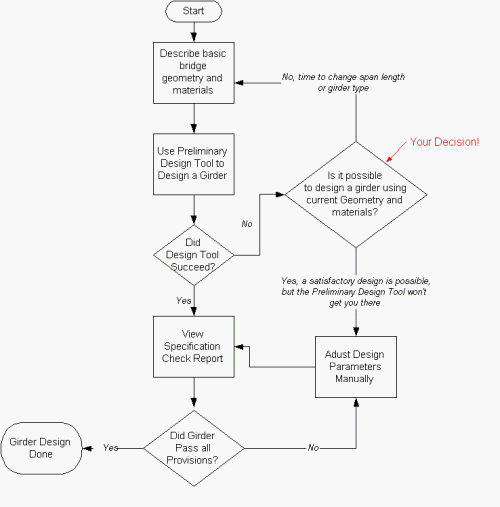 Start
Describe basic
bridge
geometry and
materials
No, time to change span length
or girder type
Your Decision!
Use Preliminary
Design Tool to
Design a Girder
Is it possible
to design a girder using
current Geometry and
materials?
No
Did
Design Tool
Succeed?
Yes
Yes, a satisfactory design is possible,
but the Preliminary Design Tool won't
get you there
View
Specification
Check Report
Adust Design
Parameters
Manually
Did Girder
Pass all
Provisions?
Yes
No
Girder Design
Done